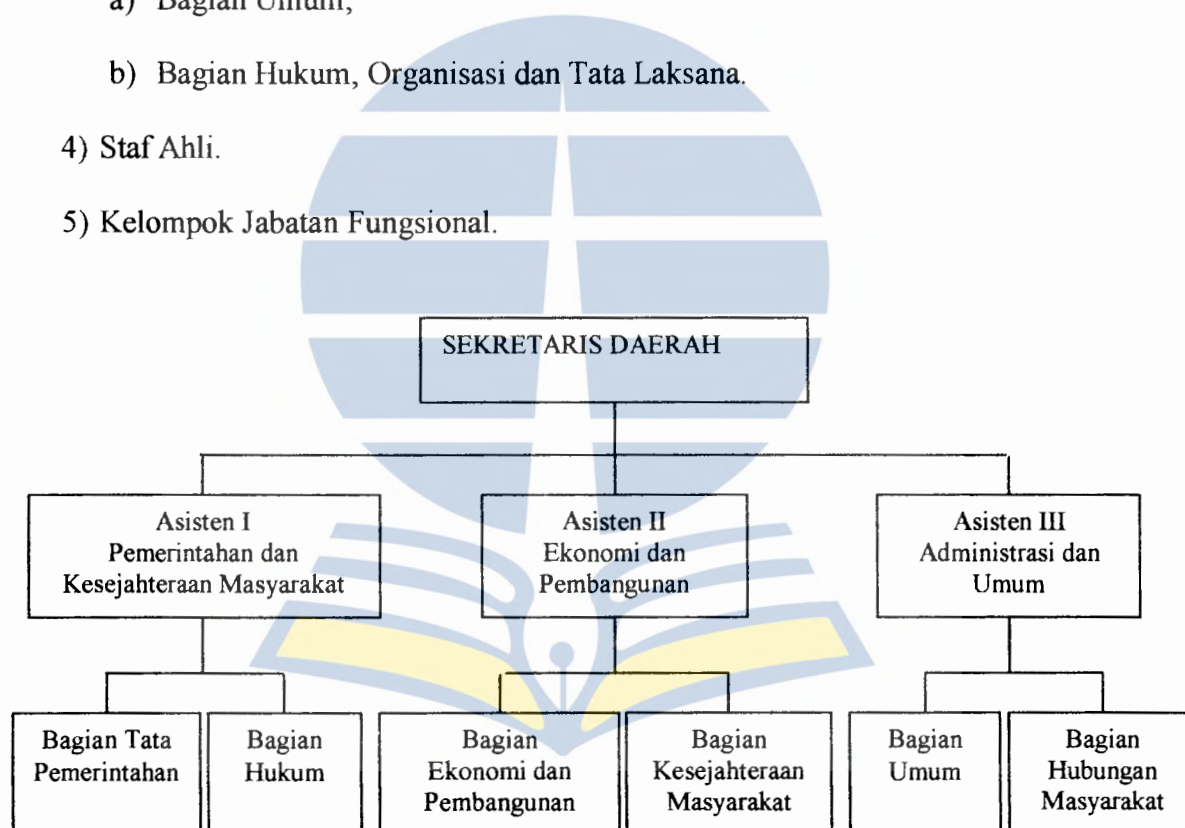 a) Bagian Umum,
b) Bagian Hukum, Organisasi dan Tata Laksana.
4) Staf Ahli.
5) Kelompok Jabatan Fungsional.
SEKRETARIS DAERAH
Asisten I
Pemerintahan dan
Kesejahteraan Masyarakat
Asisten II
Ekonomi dan
Pembangunan
Asisten III
Administrasi dan
Umum
Bagian Tata
Pemerintahan
Bagian
Hukum
Bagian
Ekonomi dan
Pembangunan
Bagian
Kesejahteraan
Masyarakat
Bagian
Umum
Bagian
Hubungan
Masyarakat